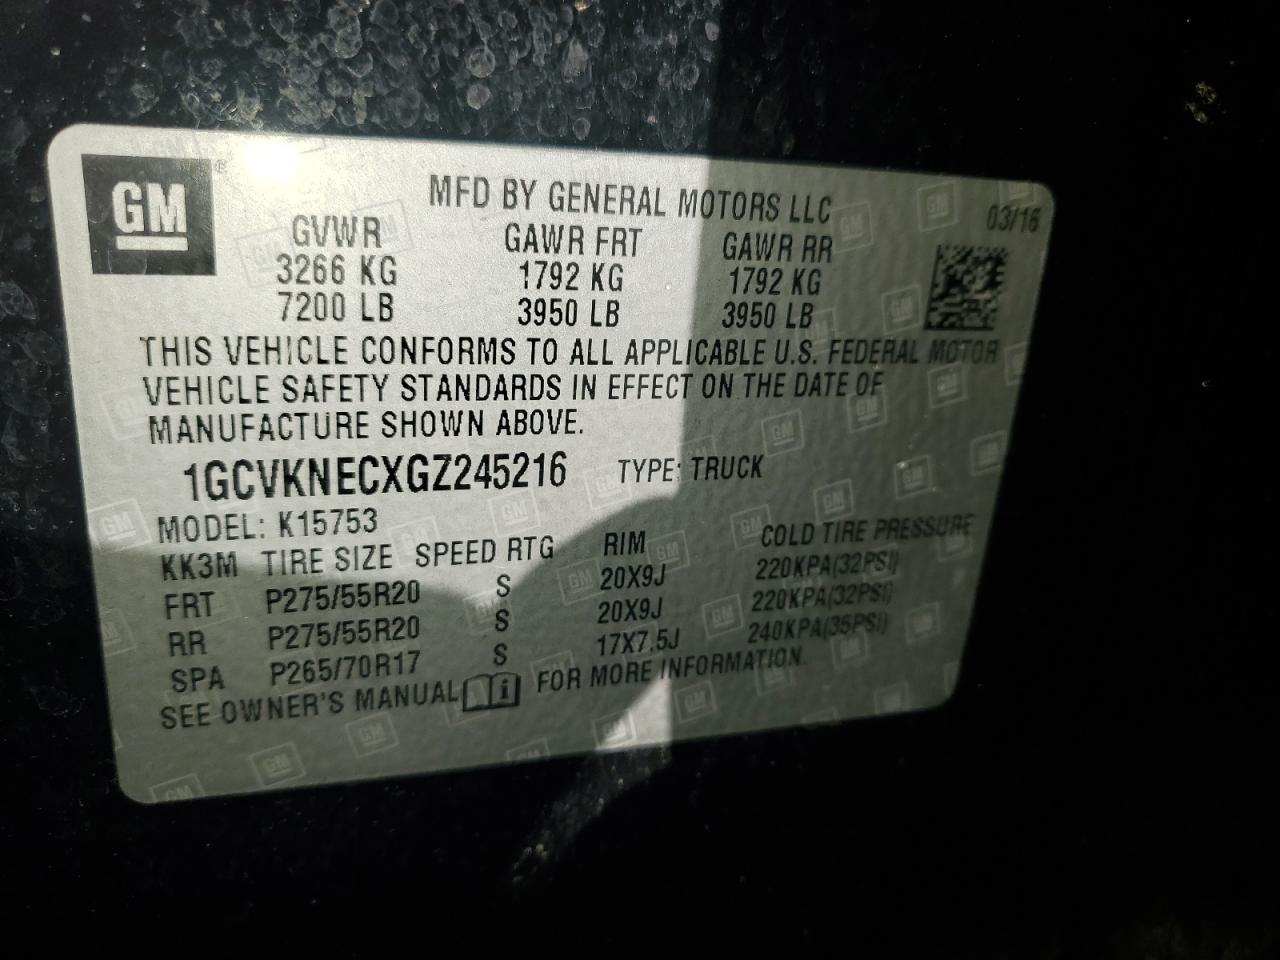 GM
MFD BY GENERAL MOTORS LLC
03/16
GVWR GAWR FRT GAWR RR
3266 KG 1792 KG 1792 KG
7200 LB 3950 LB 3950 LB
THIS VEHICLE CONFORMS TO ALL APPLICABLE U.S. FEDERAL MOTOR
VEHICLE SAFETY STANDARDS IN EFFECT ON THE DATE OF
MANUFACTURE SHOWN ABOVE.
1GCVKNECXGZ245216 TYPE: TRUCK
MODEL: K15753
KK3M TIRE SIZE SPEED RTG RIM COLD TIRE PRESSURE
FRT P275/55R20 S 20X9J 220KPA(32PSI)
RR P275/55R20 S 20X9J 220KPA(32PSI)
SPA P265/70R17 S 17X7.5J 240KPA(35PSI)
SEE OWNER'S MANUAL i FOR MORE INFORMATION.